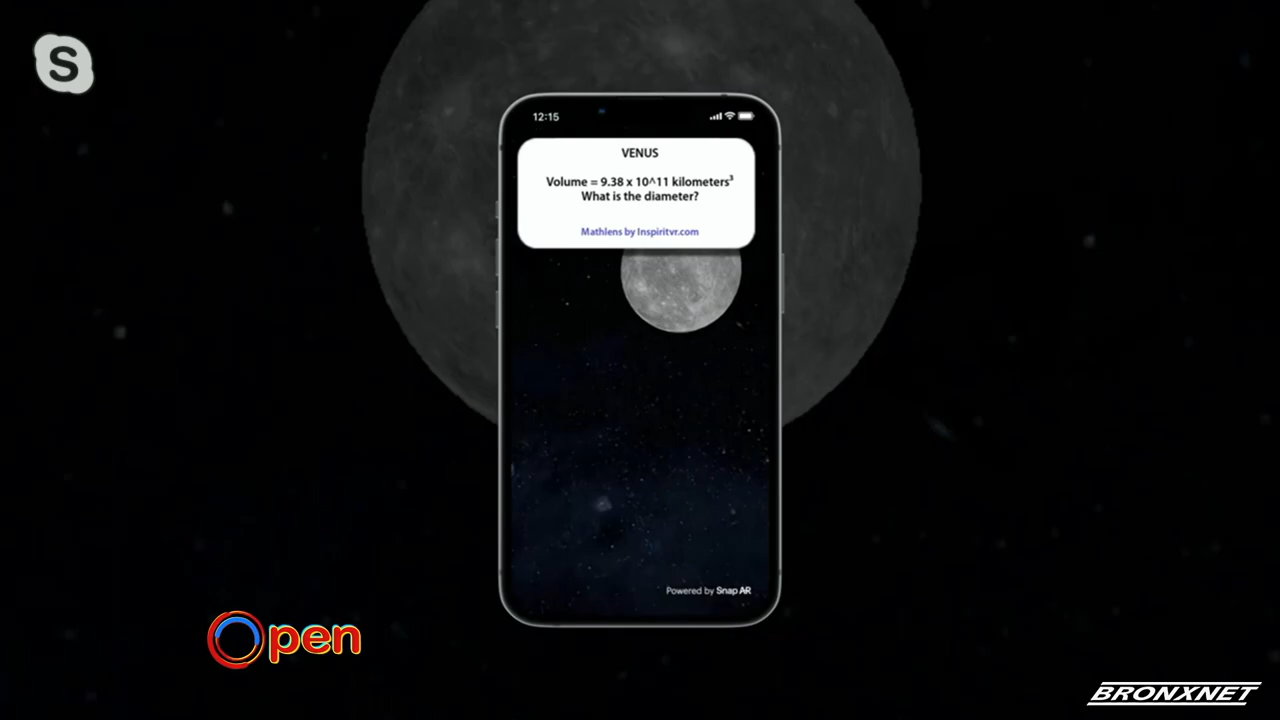 S
12:15
VENUS
Volume = 9.38 x 10^11 kilometers³
What is the diameter?
Mathlens by Inspiritvr.com
Powered by Snap AR
Open
BRONXNET